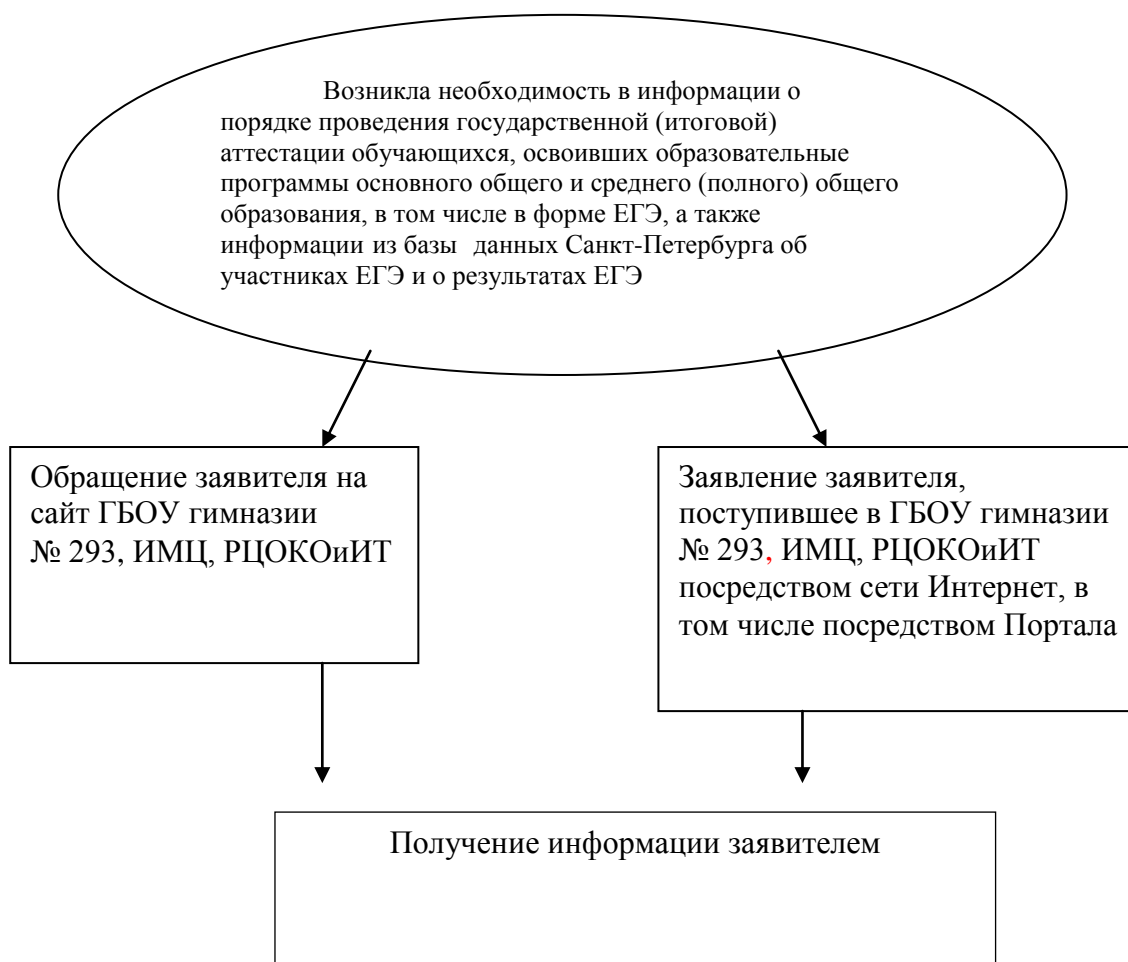 Возникла необходимость в информации о
порядке проведения государственной (итоговой)
аттестации обучающихся, освоивших образовательные
программы основного общего и среднего (полного) общего
образования, в том числе в форме ЕГЭ, а также
информации из базы данных Санкт-Петербурга об
участниках ЕГЭ и о результатах ЕГЭ
Обращение заявителя на
сайт ГБОУ гимназии
№ 293, ИМЦ, РЦОКОиИТ
Заявление заявителя,
поступившее в ГБОУ гимназии
№ 293, ИМЦ, РЦОКОиИТ
посредством сети Интернет, в
том числе посредством Портала
Получение информации заявителем